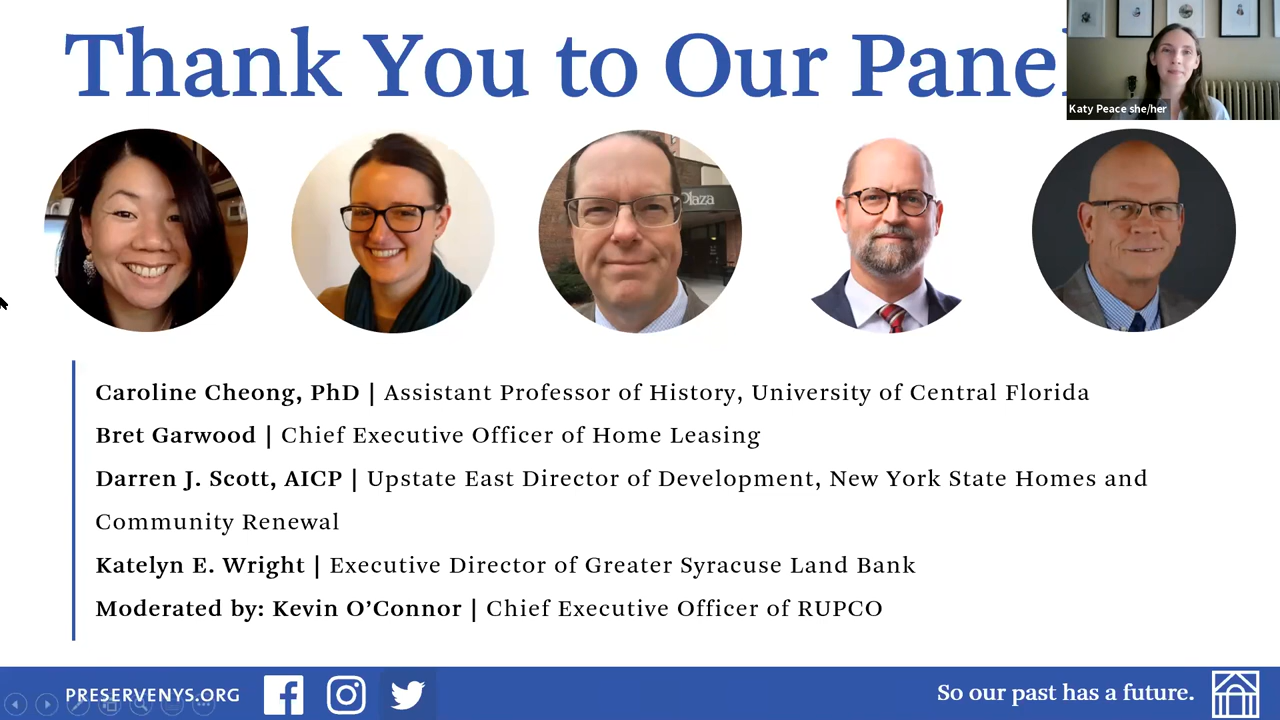 Thank You to Our Pane
Katy Peace she/her
Plaza
Caroline Cheong, PhD | Assistant Professor of History, University of Central Florida
Bret Garwood | Chief Executive Officer of Home Leasing
Darren J. Scott, AICP | Upstate East Director of Development, New York State Homes and
Community Renewal
Katelyn E. Wright | Executive Director of Greater Syracuse Land Bank
Moderated by: Kevin O’Connor | Chief Executive Officer of RUPCO
PRESERVENYS.ORG
So our past has a future.